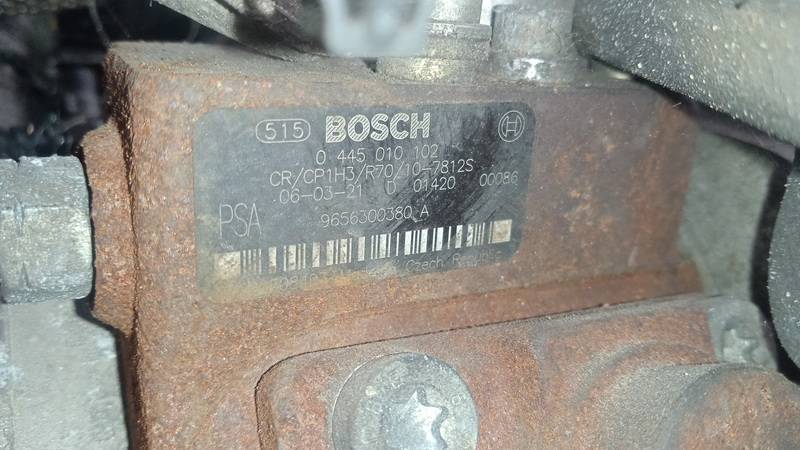 515 BOSCH
0 445 010 102
CR/CP1H3/R70/10-7812S
06-03-21 0 01420 00086
PSA 9656300380 A
Czech Republic